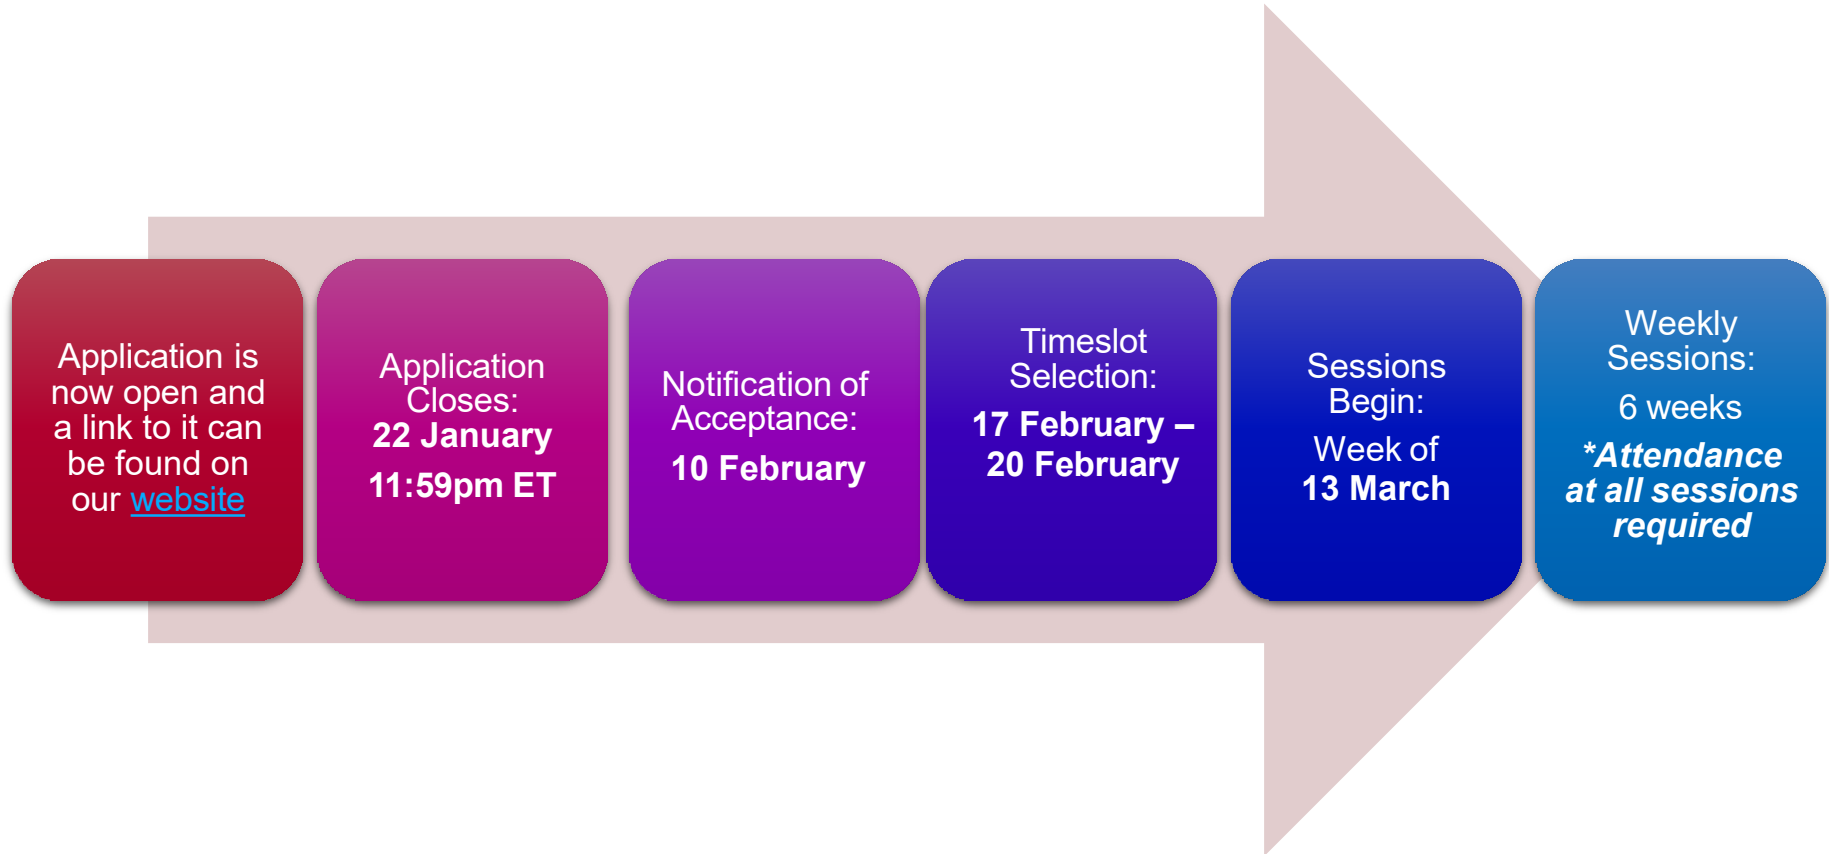 Application is
now open and
a link to it can
be found on
our website
Application
Closes:
22 January
11:59pm ET
Notification of
Acceptance:
10 February
Timeslot
Selection:
17 February –
20 February
Sessions
Begin:
Week of
13 March
Weekly
Sessions:
6 weeks
*Attendance
at all sessions
required